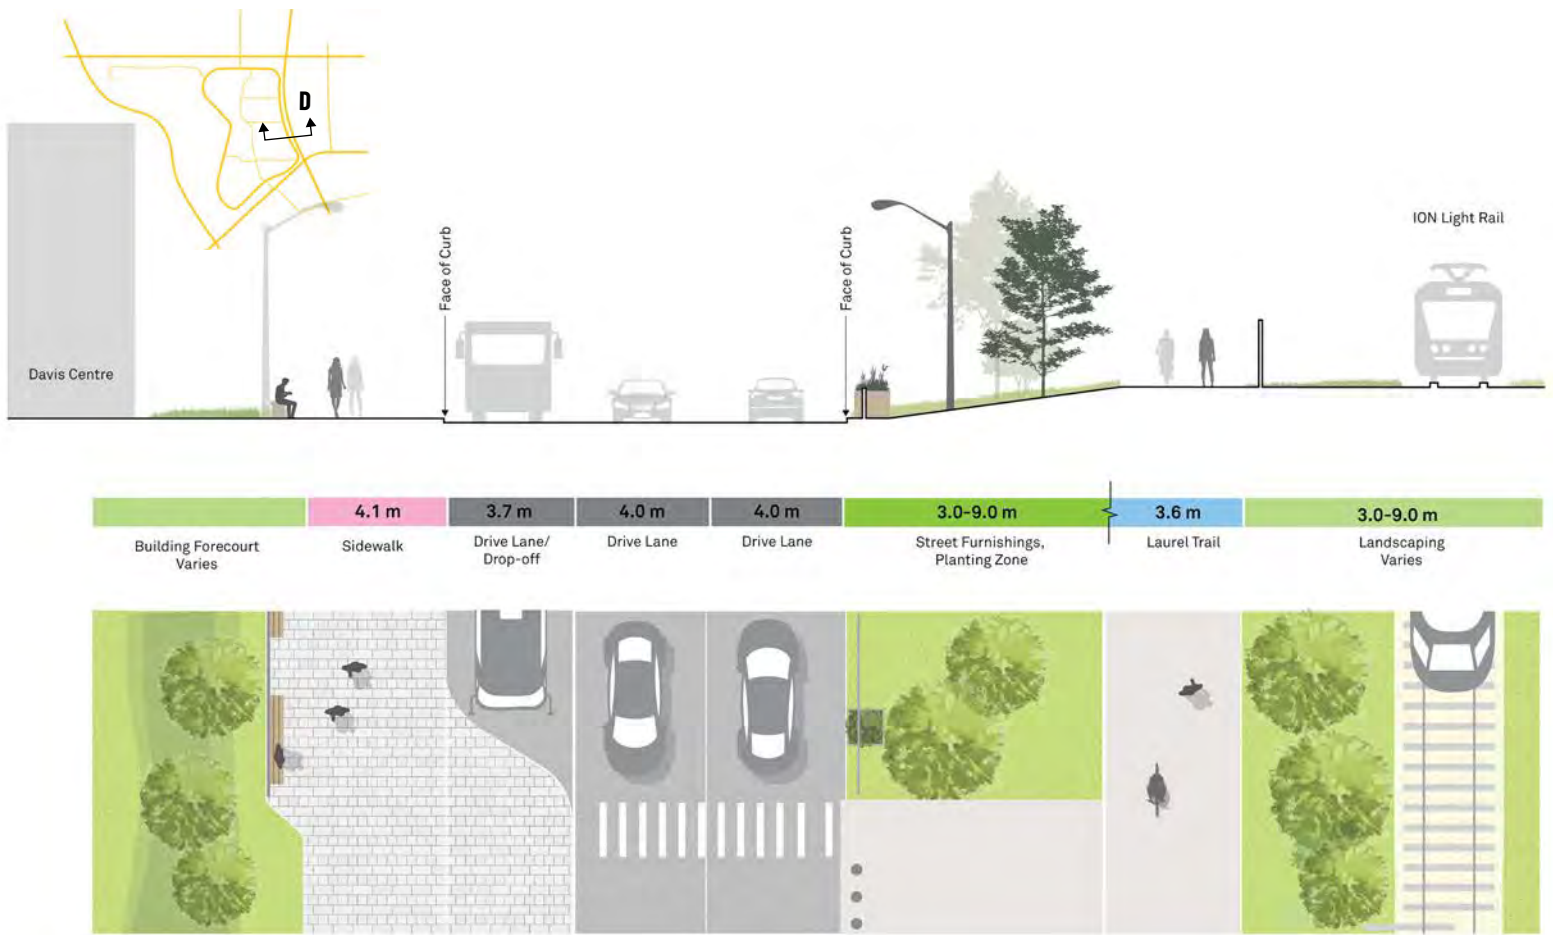 D
ION Light Rail
Face of Curb
Face of Curb
Davis Centre
4.1 m
3.7 m
4.0 m
4.0 m
3.0-9.0 m
3.6 m
3.0-9.0 m
Building Forecourt
Varies
Sidewalk
Drive Lane/
Drop-off
Drive Lane
Drive Lane
Street Furnishings,
Planting Zone
Laurel Trail
Landscaping
Varies